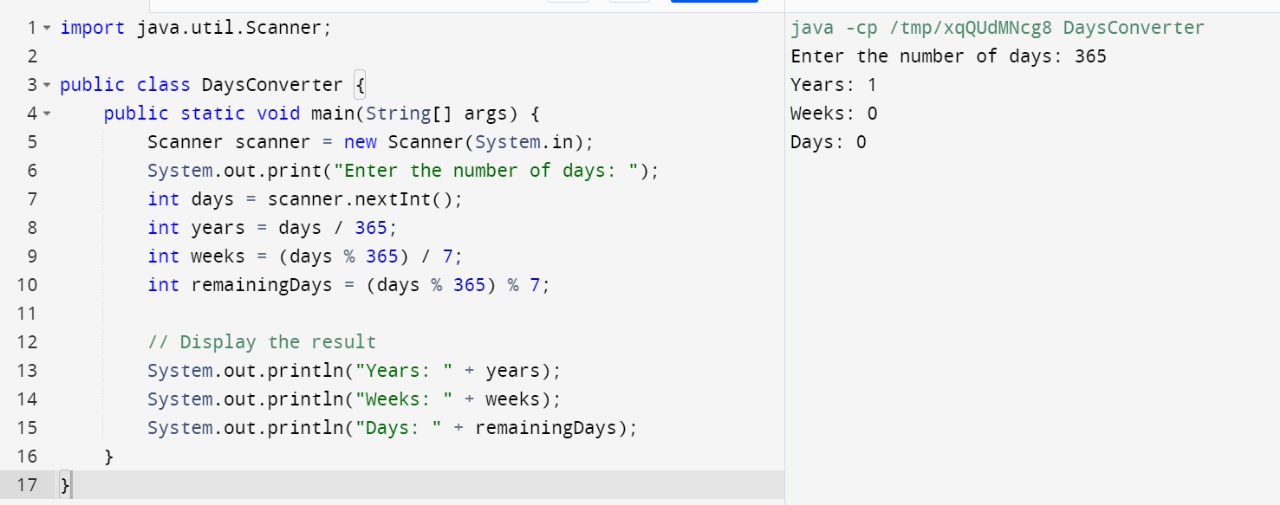 1 import java.util.Scanner;
2
3 public class DaysConverter {
4     public static void main(String[] args) {
5         Scanner scanner = new Scanner(System.in);
6         System.out.print("Enter the number of days: ");
7         int days = scanner.nextInt();
8         int years = days / 365;
9         int weeks = (days % 365) / 7;
10         int remainingDays = (days % 365) % 7;
11
12         // Display the result
13         System.out.println("Years: " + years);
14         System.out.println("Weeks: " + weeks);
15         System.out.println("Days: " + remainingDays);
16     }
17 }
java -cp /tmp/xqQUdMNcg8 DaysConverter
Enter the number of days: 365
Years: 1
Weeks: 0
Days: 0